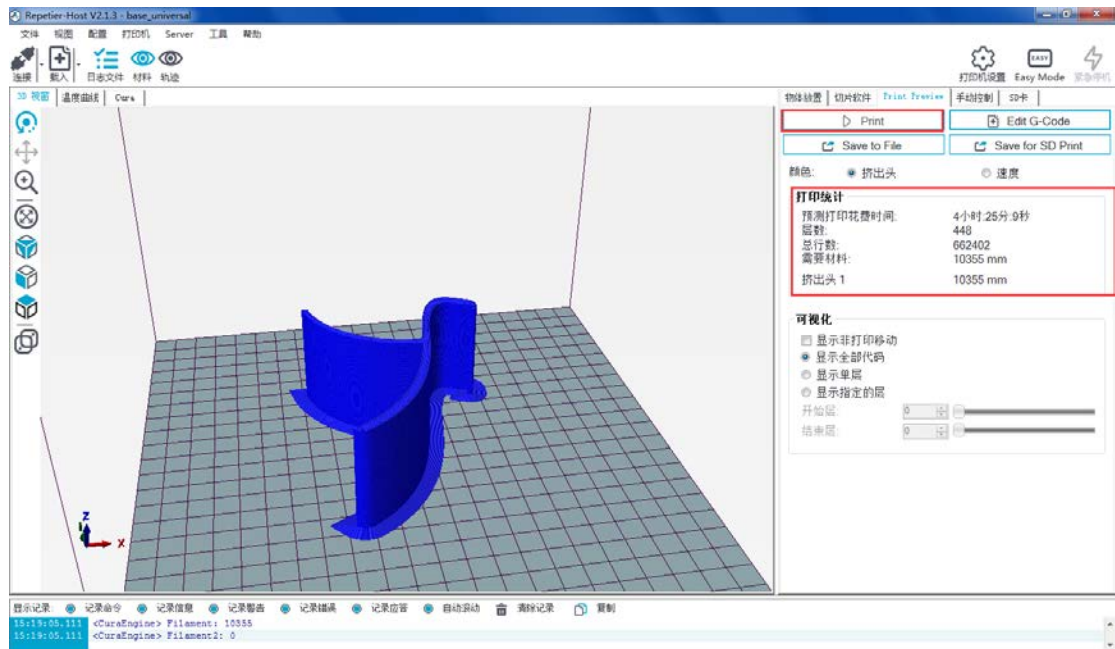 Repetier-Host V2.1.3 - base_universal
文件 视图 配置 打印机 Server 工具 帮助
连接 载入 日志文件 材料 轨迹 打印机设置 EASY Easy Mode 紧急停机
3D 视窗 温度曲线 Cura
物体放置 切片软件 Print Preview 手动控制 SD卡
Print Edit G-Code
Save to File Save for SD Print
颜色: 挤出头 速度
打印统计
预测打印花费时间: 4小时:25分:9秒
层数: 448
总行数: 662402
需要材料: 10355 mm
挤出头 1 10355 mm
可视化
显示非打印移动
显示全部代码
显示单层
显示指定的层
开始层: 0
结束层: 0
Z
X
显示记录: 记录命令 记录信息 记录警告 记录错误 记录应答 自动滚动 清除记录 复制
15:19:05.111 <CuraEngine> Filament: 10355
15:19:05.111 <CuraEngine> Filament2: 0